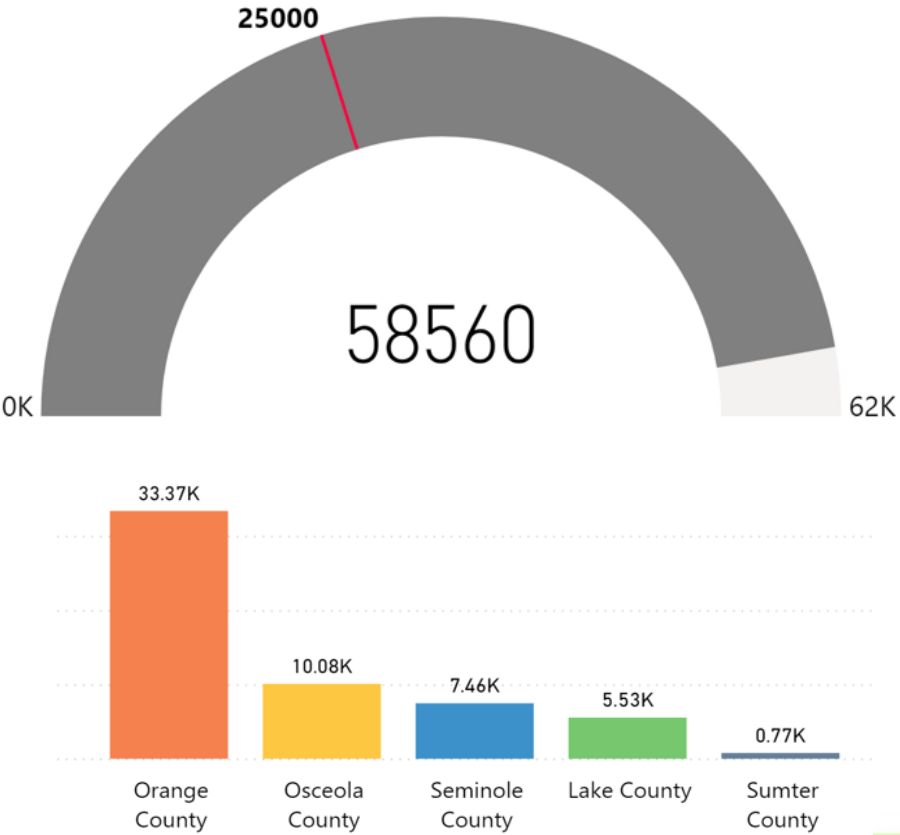 25000
58560
0K
62K
33.37K
10.08K
7.46K
5.53K
0.77K
Orange
County
Osceola
County
Seminole
County
Lake County
Sumter
County